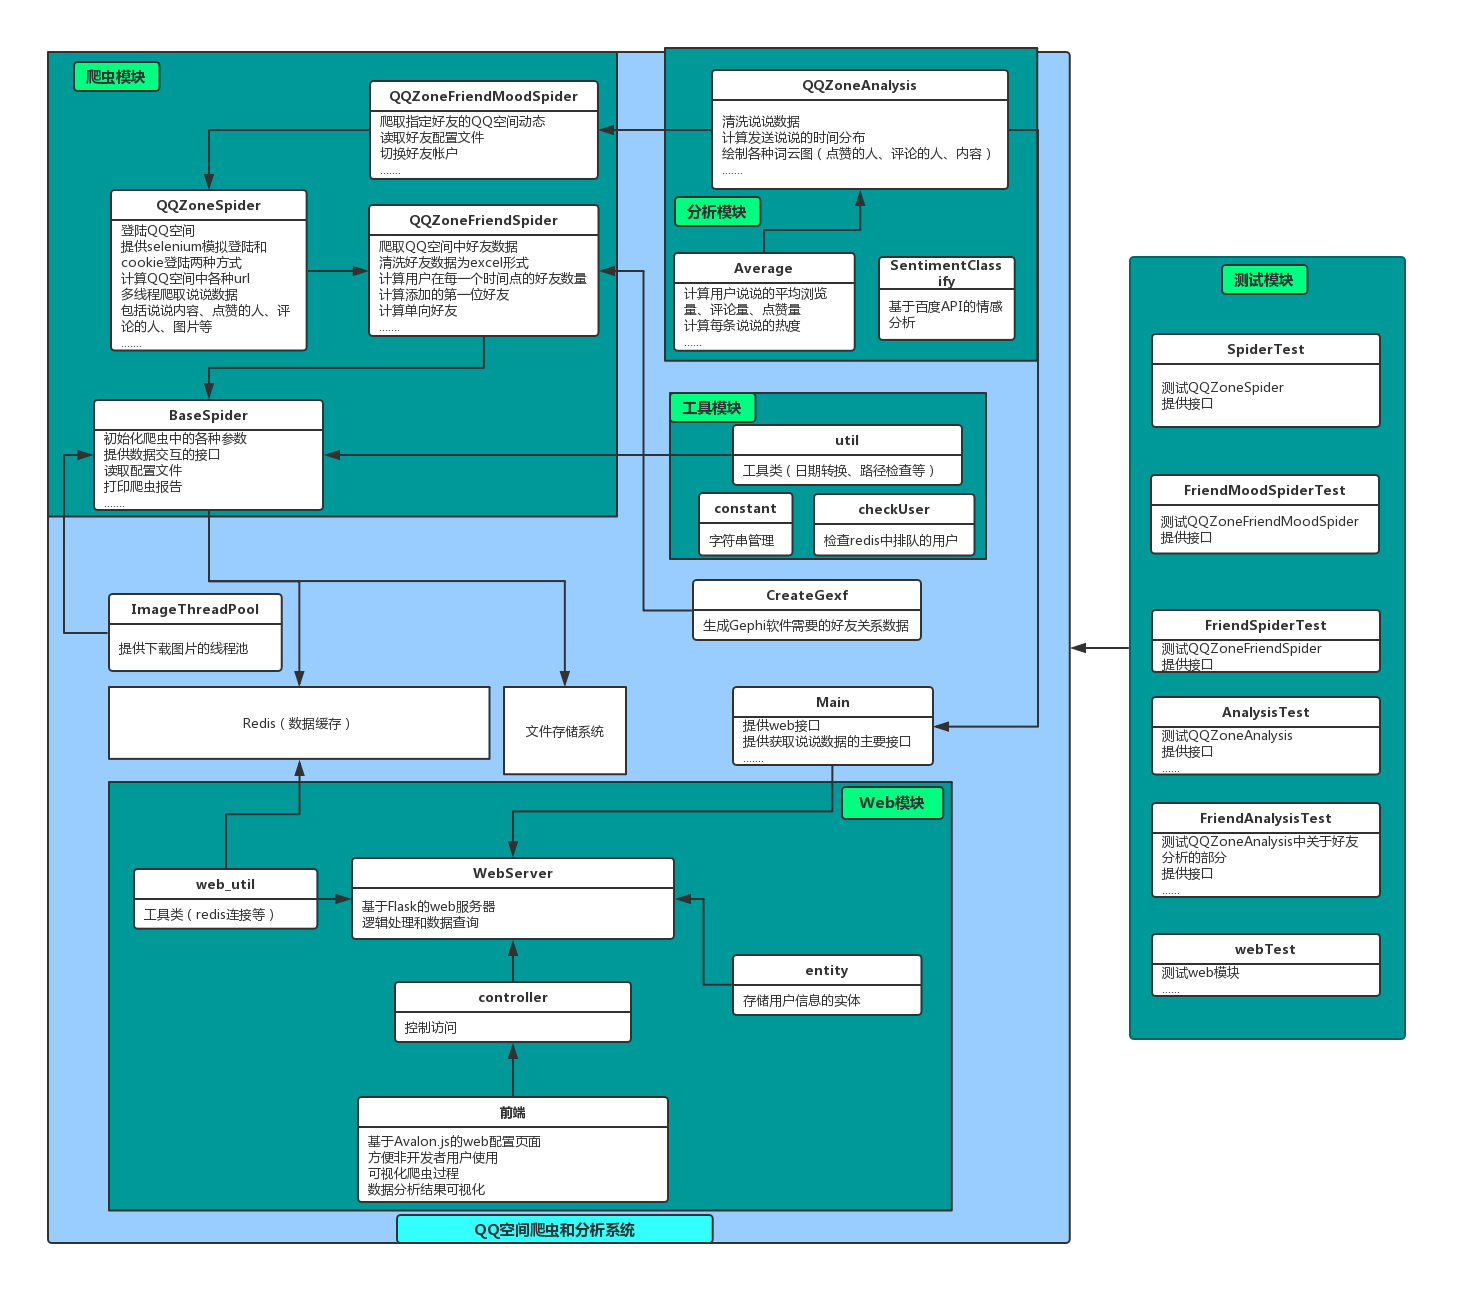 爬虫模块
QQZoneFriendMoodSpider
爬取指定好友的QQ空间动态
读取好友配置文件
切换好友帐户
.......
QQZoneSpider
登陆QQ空间
提供selenium模拟登陆和
cookie登陆两种方式
计算QQ空间中各种url
多线程爬取说说数据
包括说说内容、点赞的人、评
论的人、图片等
.......
QQZoneFriendSpider
爬取QQ空间中好友数据
清洗好友数据为excel形式
计算用户在每一个时间点的好友数量
计算添加的第一位好友
计算单向好友
.......
BaseSpider
初始化爬虫中的各种参数
提供数据交互的接口
读取配置文件
打印爬虫报告
.......
QQZoneAnalysis
清洗说说数据
计算发送说说的时间分布
绘制各种词云图（点赞的人、评论的人、内容）
.......
分析模块
Average
计算用户说说的平均浏览
量、评论量、点赞量
计算每条说说的热度
......
SentimentClass
ify
基于百度API的情感
分析
工具模块
util
工具类（日期转换、路径检查等）
constant
字符串管理
checkUser
检查redis中排队的用户
CreateGexf
生成Gephi软件需要的好友关系数据
ImageThreadPool
提供下载图片的线程池
Redis（数据缓存）
文件存储系统
Main
提供web接口
提供获取说说数据的主要接口
.......
Web模块
web_util
工具类（redis连接等）
WebServer
基于Flask的web服务器
逻辑处理和数据查询
entity
存储用户信息的实体
controller
控制访问
前端
基于Avalon.js的web配置页面
方便非开发者用户使用
可视化爬虫过程
数据分析结果可视化
QQ空间爬虫和分析系统
测试模块
SpiderTest
测试QQZoneSpider
提供接口
FriendMoodSpiderTest
测试QQZoneFriendMoodSpider
提供接口
FriendSpiderTest
测试QQZoneFriendSpider
提供接口
AnalysisTest
测试QQZoneAnalysis
提供接口
......
FriendAnalysisTest
测试QQZoneAnalysis中关于好友
分析的部分
提供接口
......
webTest
测试web模块
......